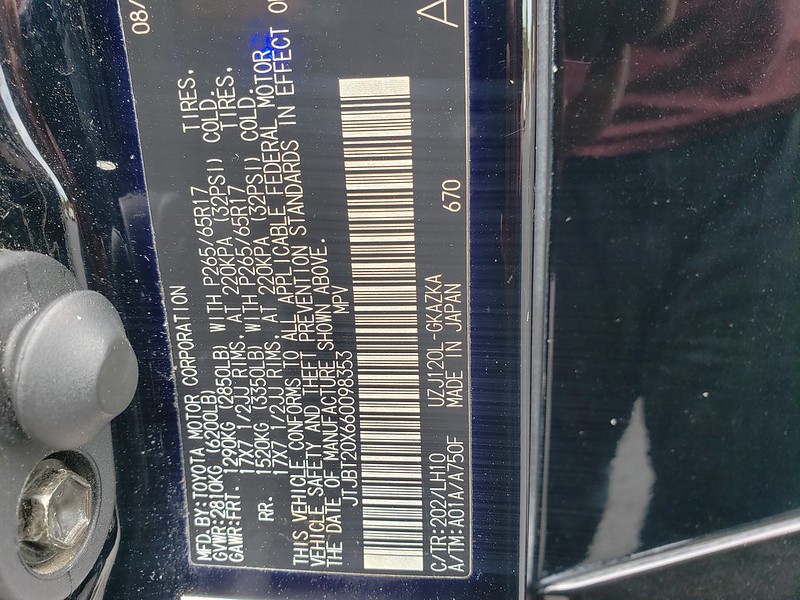 MFD. BY: TOYOTA MOTOR CORPORATION 08/
GVWR: 2810KG (6200LB)
GAWR: FRT. 1290KG (2850LB) WITH P265/65R17 TIRES.
17X7 1/2JJ RIMS, AT 220KPA (32PSI) COLD.
RR. 1520KG (3350LB) WITH P265/65R17 TIRES.
17X7 1/2JJ RIMS, AT 220KPA (32PSI) COLD.
THIS VEHICLE CONFORMS TO ALL APPLICABLE FEDERAL MOTOR
VEHICLE SAFETY AND THEFT PREVENTION STANDARDS IN EFFECT
THE DATE OF MANUFACTURE SHOWN ABOVE.
JTJBT20X660098353 MPV
C/TR: 202/LH10 UZJ120L-GKAZKA 670 A
A/TM: A01A/A750F MADE IN JAPAN